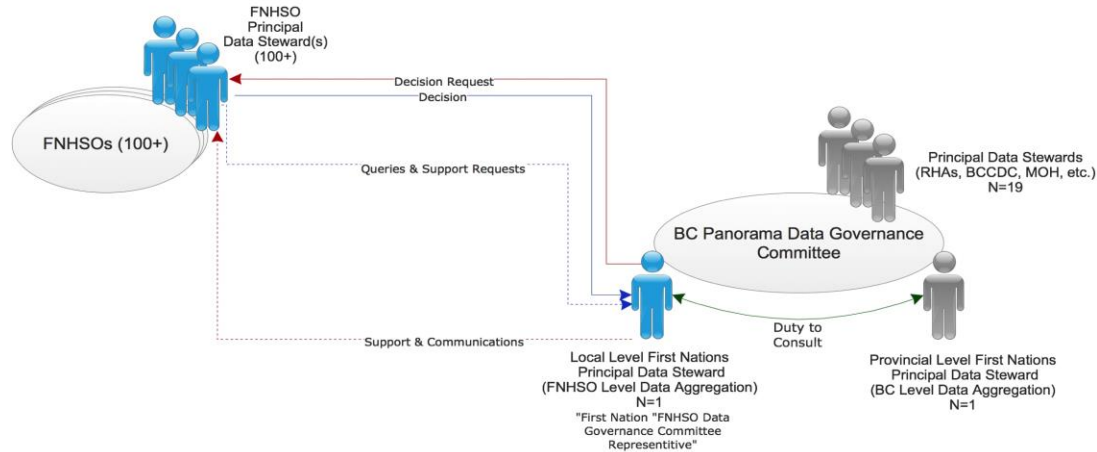 FNHSO
Principal
Data Steward(s)
(100+)
Decision Request
Decision
FNHSOs (100+)
Queries & Support Requests
Principal Data Stewards
(RHAs, BCCDC, MOH, etc.)
N=19
BC Panorama Data Governance
Committee
Support & Communications
Duty to
Consult
Local Level First Nations
Principal Data Steward
(FNHSO Level Data Aggregation)
N=1
"First Nation "FNHSO Data
Governance Committee
Representitive"
Provincial Level First Nations
Principal Data Steward
(BC Level Data Aggregation)
N=1